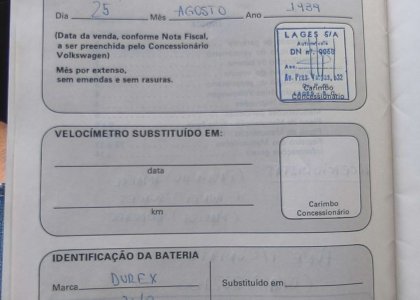 Dia 25 Mês AGOSTO Ano 1989
(Data da venda, conforme Nota Fiscal,
a ser preenchida pelo Concessionário
Volkswagen)
Mês por extenso,
sem emendas e sem rasuras.
LAGES S/A
DN nº
Carimbo
Concessionário
VELOCÍMETRO SUBSTITUÍDO EM:
data
km
Carimbo
Concessionário
IDENTIFICAÇÃO DA BATERIA
Marca DUREX Substituído em